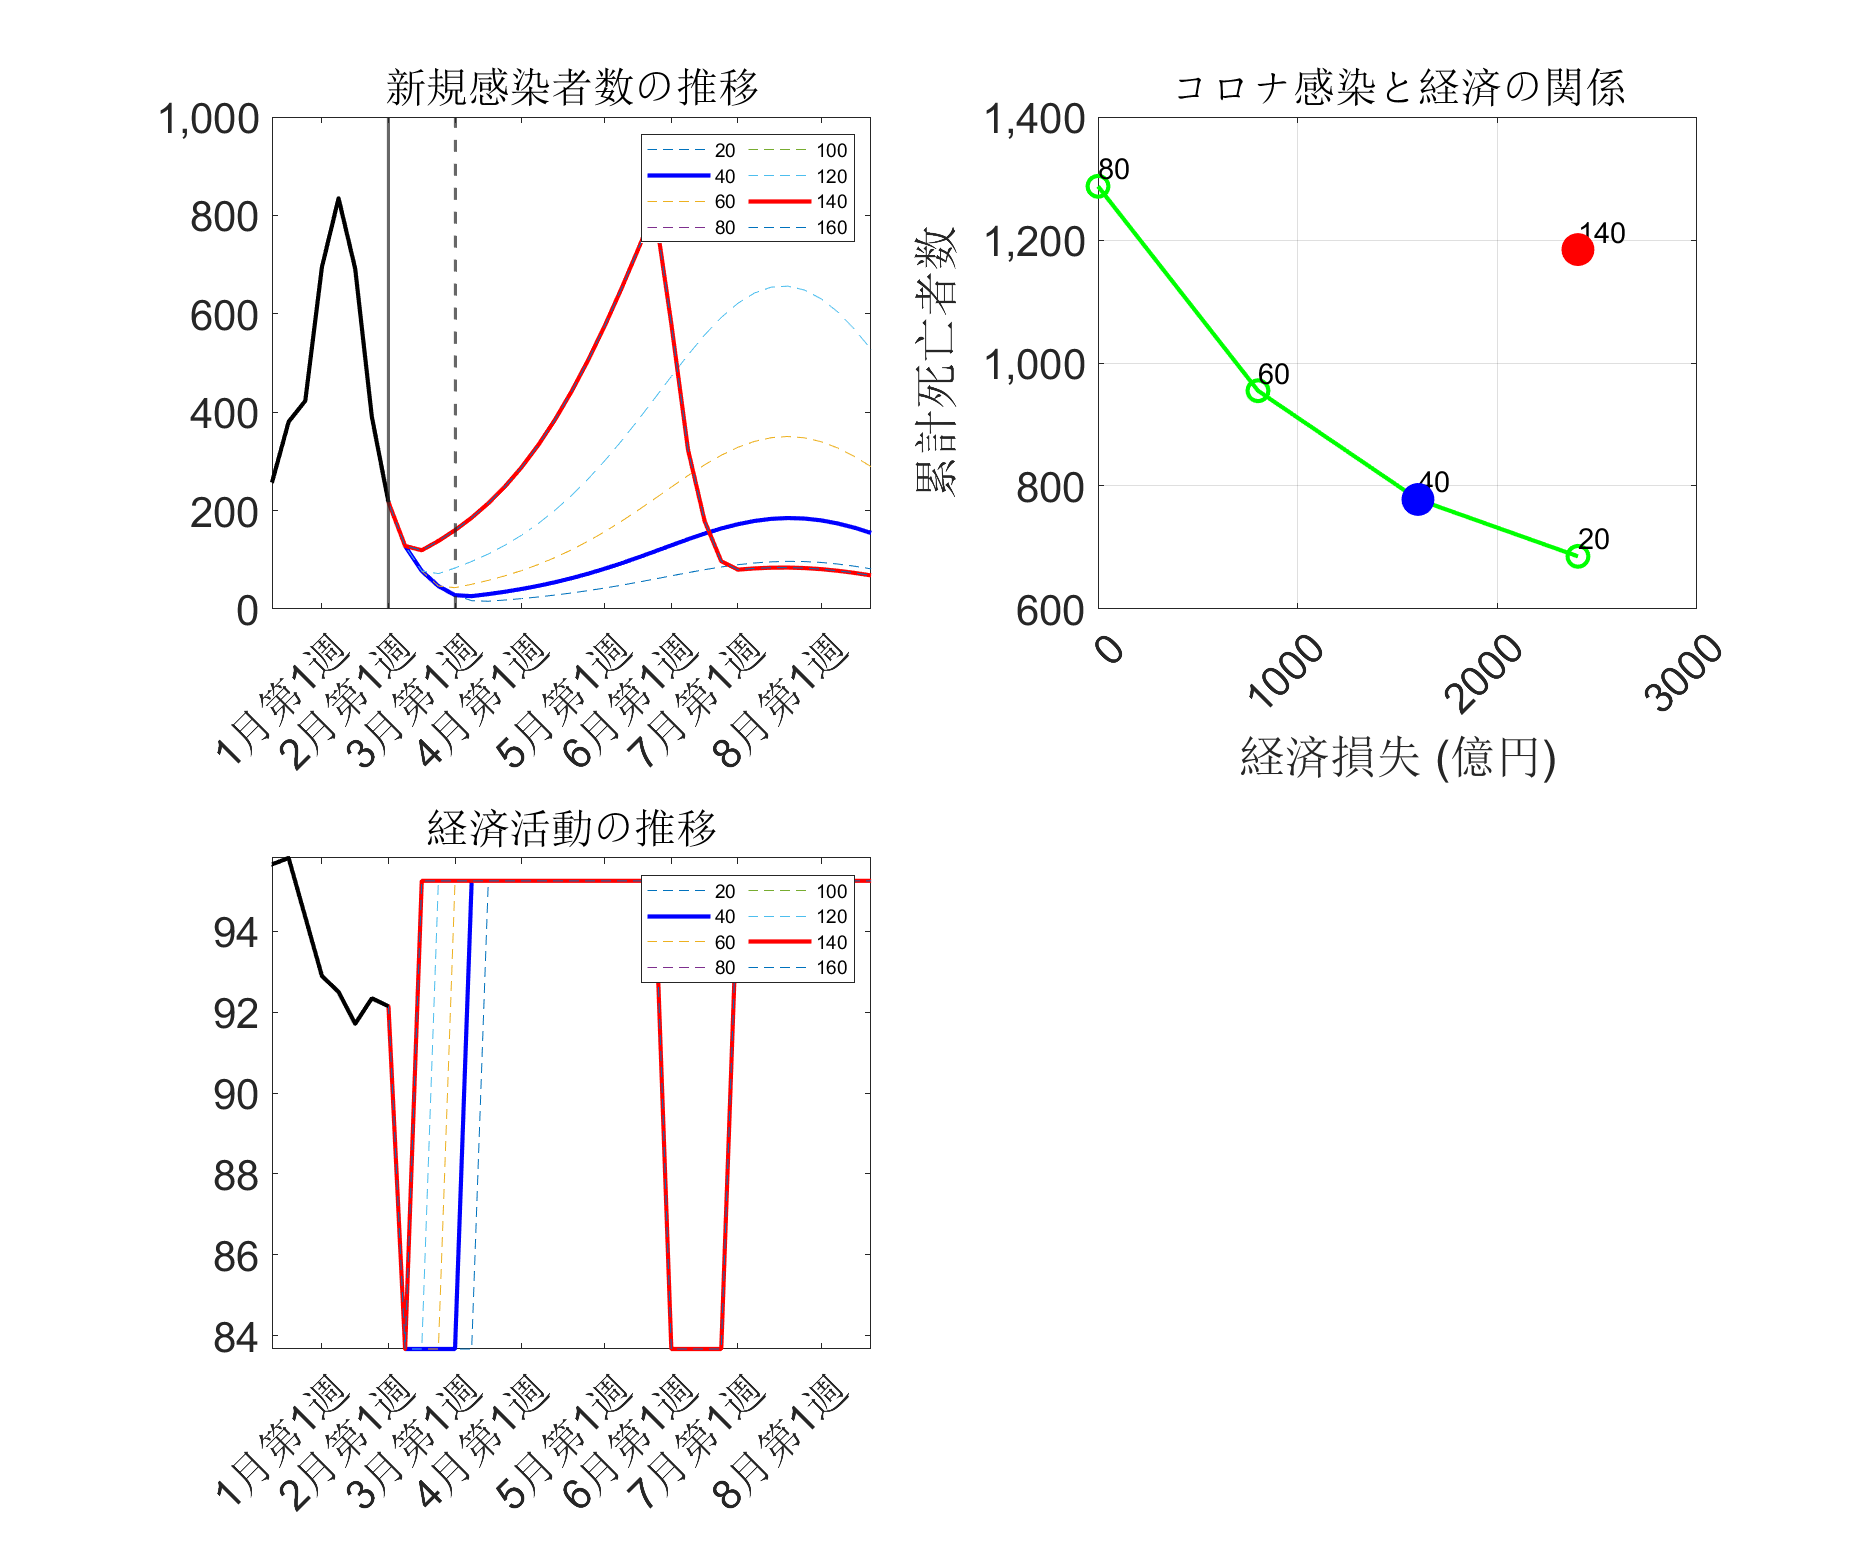 新規感染者数の推移
1,000
800
600
400
200
0
20
40
60
80
100
120
140
160
1月第1週
2月第1週
3月第1週
4月第1週
5月第1週
6月第1週
7月第1週
8月第1週
コロナ感染と経済の関係
累計死亡者数
1,400
1,200
1,000
800
600
80
60
40
20
140
0
1000
2000
3000
経済損失 (億円)
経済活動の推移
94
92
90
88
86
84
20
40
60
80
100
120
140
160
1月第1週
2月第1週
3月第1週
4月第1週
5月第1週
6月第1週
7月第1週
8月第1週